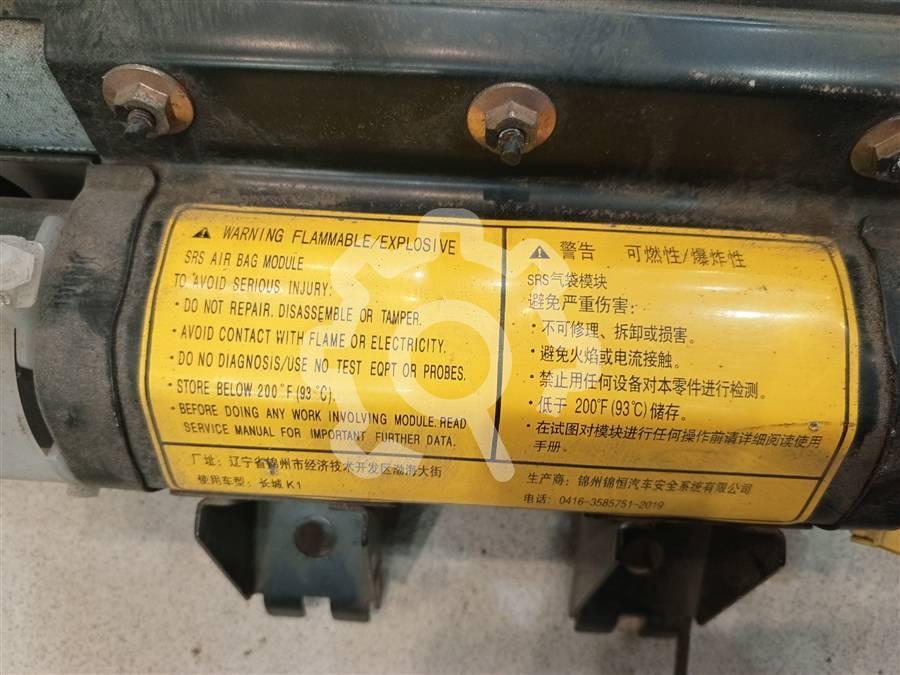 ⚠ WARNING FLAMMABLE/EXPLOSIVE
SRS AIR BAG MODULE
TO AVOID SERIOUS INJURY:
• DO NOT REPAIR. DISASSEMBLE OR TAMPER.
• AVOID CONTACT WITH FLAME OR ELECTRICITY.
• DO NO DIAGNOSIS/USE NO TEST EQPT OR PROBES.
• STORE BELOW 200°F (93°C).
• BEFORE DOING ANY WORK INVOLVING MODULE. READ
SERVICE MANUAL FOR IMPORTANT FURTHER DATA.
⚠ 警告 可燃性/爆炸性
SRS气袋模块
避免严重伤害:
• 不可修理、拆卸或损害。
• 避免火焰或电流接触。
• 禁止用任何设备对本零件进行检测。
• 低于 200°F (93°C) 储存。
• 在试图对模块进行任何操作前请详细阅读使用
手册。
厂址: 辽宁省锦州市经济技术开发区渤海大街
使用车型: 长城 K1
生产商: 锦州锦恒汽车安全系统有限公司
电话: 0416-3585751-2019